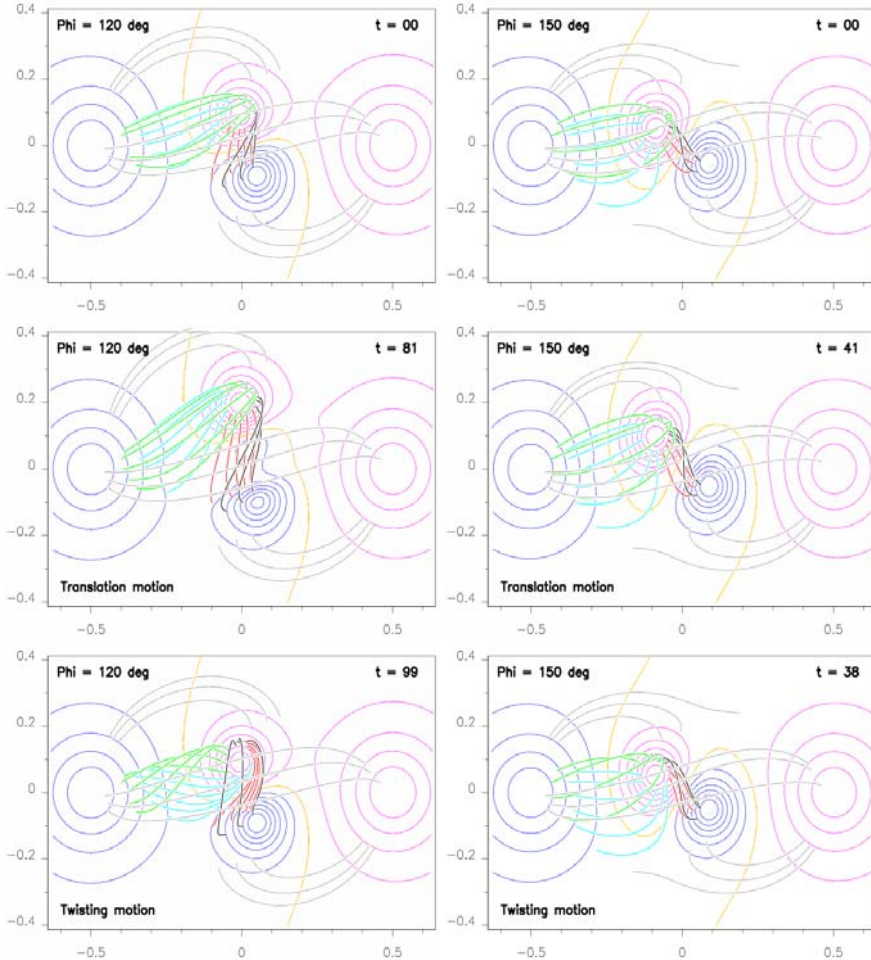 Phi = 120 deg t = 00
0.4
0.2
0
−0.2
−0.4
−0.5 0 0.5
Phi = 150 deg t = 00
0.4
0.2
0
−0.2
−0.4
−0.5 0 0.5
Phi = 120 deg t = 81
0.4
0.2
0
−0.2
−0.4
Translation motion
−0.5 0 0.5
Phi = 150 deg t = 41
0.4
0.2
0
−0.2
−0.4
Translation motion
−0.5 0 0.5
Phi = 120 deg t = 99
0.4
0.2
0
−0.2
−0.4
Twisting motion
−0.5 0 0.5
Phi = 150 deg t = 38
0.4
0.2
0
−0.2
−0.4
Twisting motion
−0.5 0 0.5